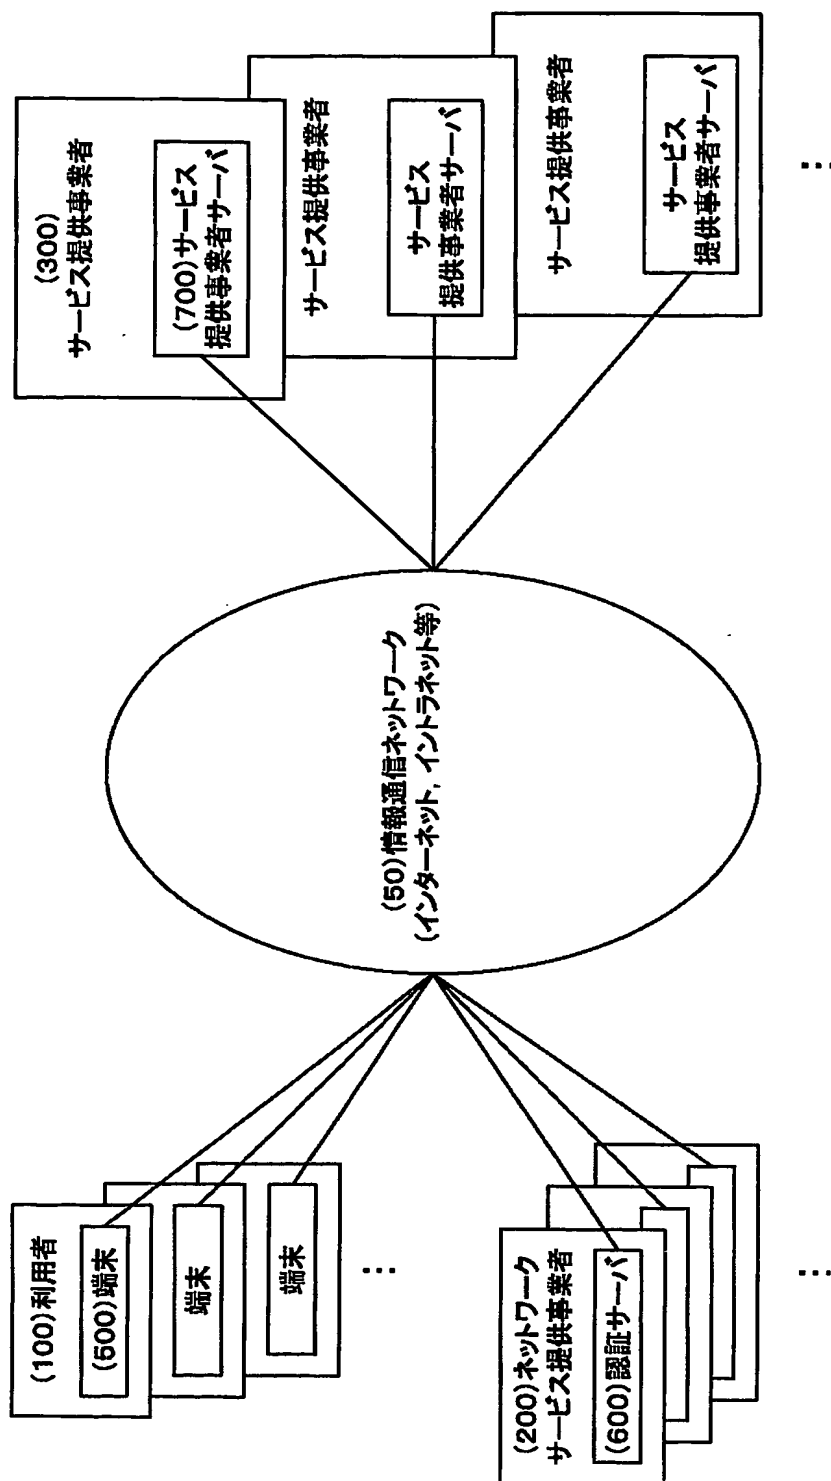 (100)利用者
(500)端末
端末
端末
⋮
(200)ネットワーク
サービス提供事業者
(600)認証サーバ
⋮
(50)情報通信ネットワーク
(インターネット, イントラネット等)
(300)
サービス提供事業者
(700)サービス
提供事業者サーバ
サービス提供事業者
サービス
提供事業者サーバ
サービス提供事業者
サービス
提供事業者サーバ
⋮